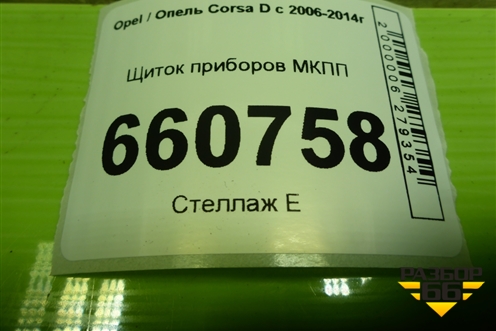 Opel / Опель Corsa D с 2006-2014г
Щиток приборов МКПП
660758
Стеллаж Е
2000006279354
РАЗБОР
66